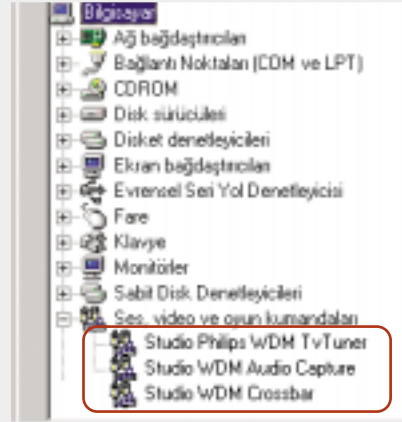 Bilgisayar
Ağ bağdaştırıcıları
Bağlantı Noktaları (COM ve LPT)
CDROM
Disk sürücüleri
Disket denetleyicileri
Ekran bağdaştırıcıları
Evrensel Seri Yol Denetleyicisi
Fare
Klavye
Monitörler
Sabit Disk Denetleyicileri
Ses, video ve oyun kumandaları
Studio Philips WDM TvTuner
Studio WDM Audio Capture
Studio WDM Crossbar